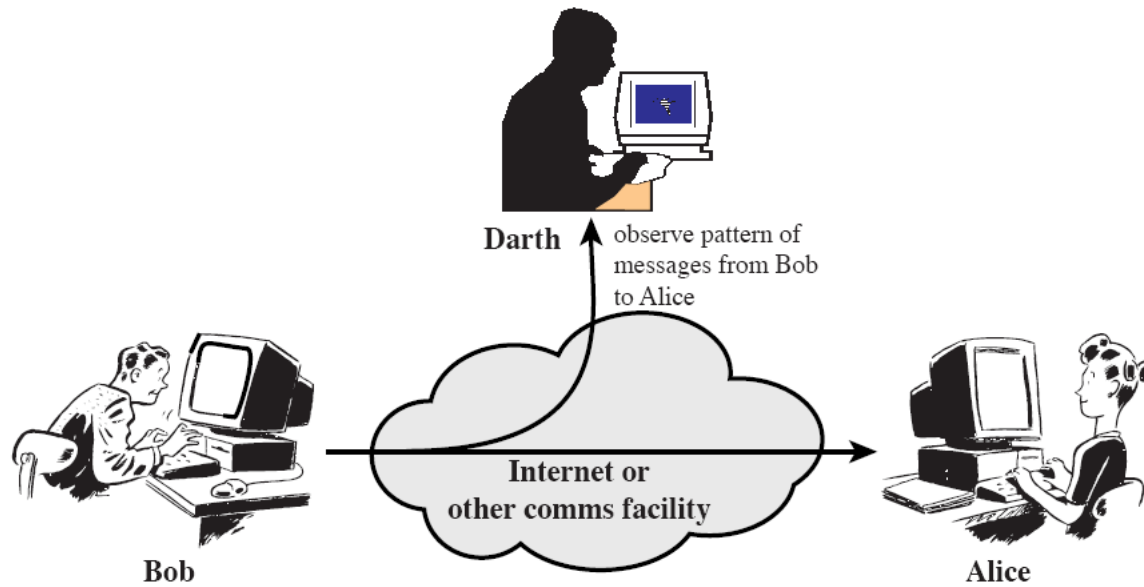 Darth
observe pattern of
messages from Bob
to Alice
Internet or
other comms facility
Bob
Alice